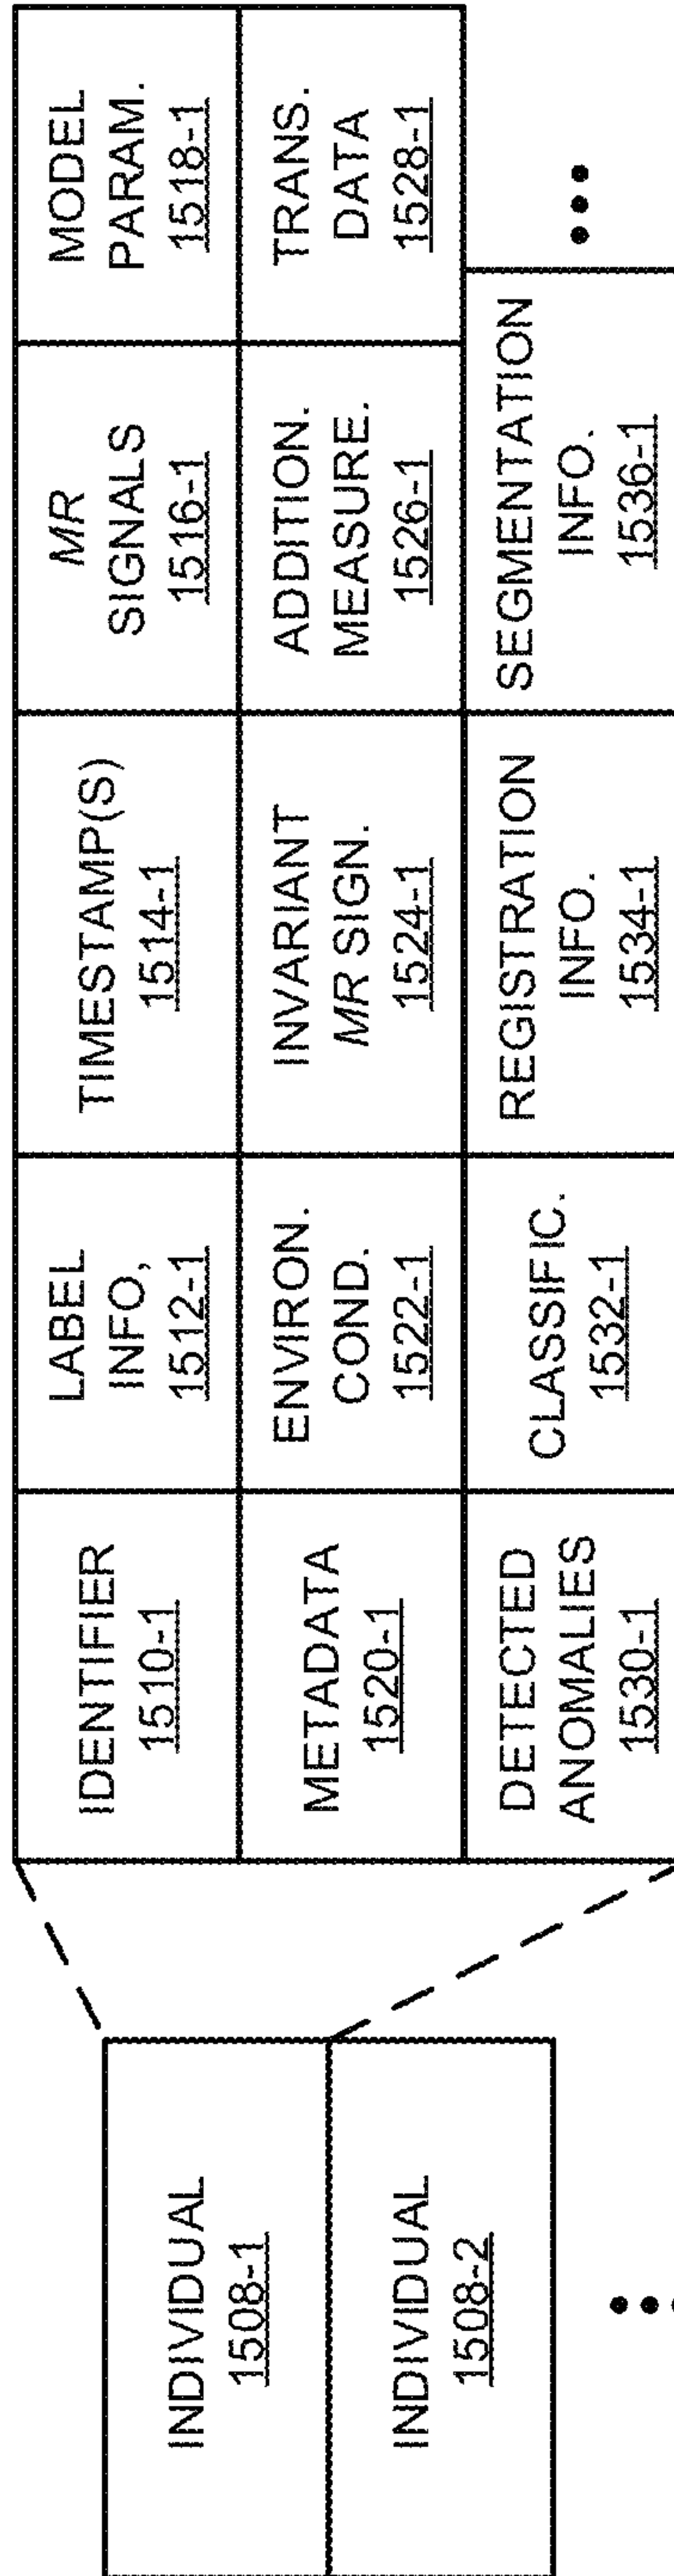 INDIVIDUAL
1508-1
INDIVIDUAL
1508-2
IDENTIFIER
1510-1
LABEL
INFO,
1512-1
TIMESTAMP(S)
1514-1
MR
SIGNALS
1516-1
MODEL
PARAM.
1518-1
METADATA
1520-1
ENVIRON.
COND.
1522-1
INVARIANT
MR SIGN.
1524-1
ADDITION.
MEASURE.
1526-1
TRANS.
DATA
1528-1
DETECTED
ANOMALIES
1530-1
CLASSIFIC.
1532-1
REGISTRATION
INFO.
1534-1
SEGMENTATION
INFO.
1536-1